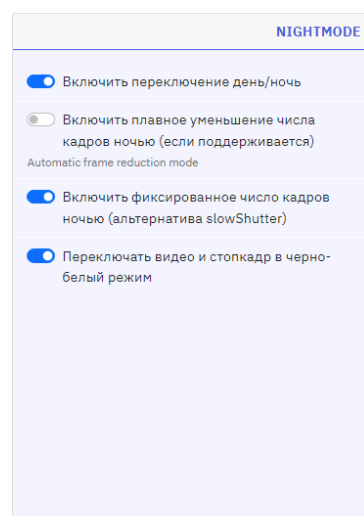 NIGHTMODE
Включить переключение день/ночь
Включить плавное уменьшение числа
кадров ночью (если поддерживается)
Automatic frame reduction mode
Включить фиксированное число кадров
ночью (альтернатива slowShutter)
Переключать видео и стопкадр в черно-
белый режим